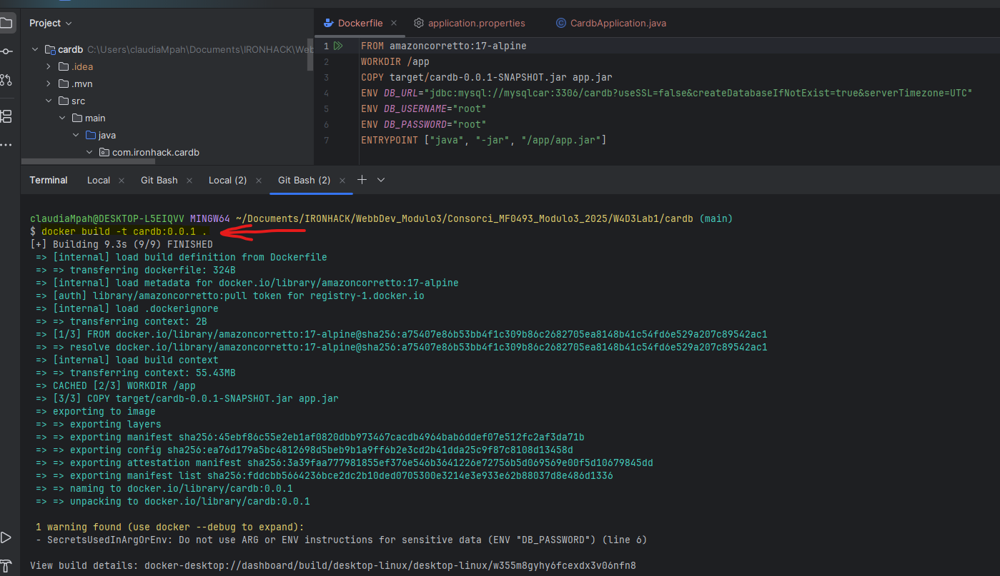 Project
Dockerfile
application.properties
CardbApplication.java
cardb C:\Users\claudiaMpah\Documents\IRONHACK\Web
.idea
.mvn
src
main
java
com.ironhack.cardb
1 FROM amazoncorretto:17-alpine
2 WORKDIR /app
3 COPY target/cardb-0.0.1-SNAPSHOT.jar app.jar
4 ENV DB_URL="jdbc:mysql://mysqlcar:3306/cardb?useSSL=false&createDatabaseIfNotExist=true&serverTimezone=UTC"
5 ENV DB_USERNAME="root"
6 ENV DB_PASSWORD="root"
7 ENTRYPOINT ["java", "-jar", "/app/app.jar"]
Terminal Local Git Bash Local (2) Git Bash (2)
claudiaMpah@DESKTOP-L5EIQVV MINGW64 ~/Documents/IRONHACK/WebbDev_Modulo3/Consorci_MF0493_Modulo3_2025/W4D3Lab1/cardb (main)
$ docker build -t cardb:0.0.1 .
[+] Building 9.3s (9/9) FINISHED
=> [internal] load build definition from Dockerfile
=> => transferring dockerfile: 324B
=> [internal] load metadata for docker.io/library/amazoncorretto:17-alpine
=> [auth] library/amazoncorretto:pull token for registry-1.docker.io
=> [internal] load .dockerignore
=> => transferring context: 2B
=> [1/3] FROM docker.io/library/amazoncorretto:17-alpine@sha256:a75407e86b53bb4f1c309b86c2682705ea8148b41c54fd6e529a207c89542ac1
=> => resolve docker.io/library/amazoncorretto:17-alpine@sha256:a75407e86b53bb4f1c309b86c2682705ea8148b41c54fd6e529a207c89542ac1
=> [internal] load build context
=> => transferring context: 55.43MB
=> CACHED [2/3] WORKDIR /app
=> [3/3] COPY target/cardb-0.0.1-SNAPSHOT.jar app.jar
=> exporting to image
=> => exporting layers
=> => exporting manifest sha256:45ebf86c55e2eb1af0820dbb973467cacdb4964bab6ddef07e512fc2af3da71b
=> => exporting config sha256:ea76d179a5bc4812698d5beb9b1a9ff6b2e3cd2b41dda25c9f87c8108d13458d
=> => exporting attestation manifest sha256:3a39faa777981855ef376e546b3641226e72756b5d069569e00f5d10679845dd
=> => exporting manifest list sha256:fddcbb5664236bce2dc2b10ded0705300e3214e3e933e62b88037d8e486d1336
=> => naming to docker.io/library/cardb:0.0.1
=> => unpacking to docker.io/library/cardb:0.0.1
1 warning found (use docker --debug to expand):
- SecretsUsedInArgOrEnv: Do not use ARG or ENV instructions for sensitive data (ENV "DB_PASSWORD") (line 6)
View build details: docker-desktop://dashboard/build/desktop-linux/desktop-linux/w355m8gyhy6fcexdx3v06nfn8